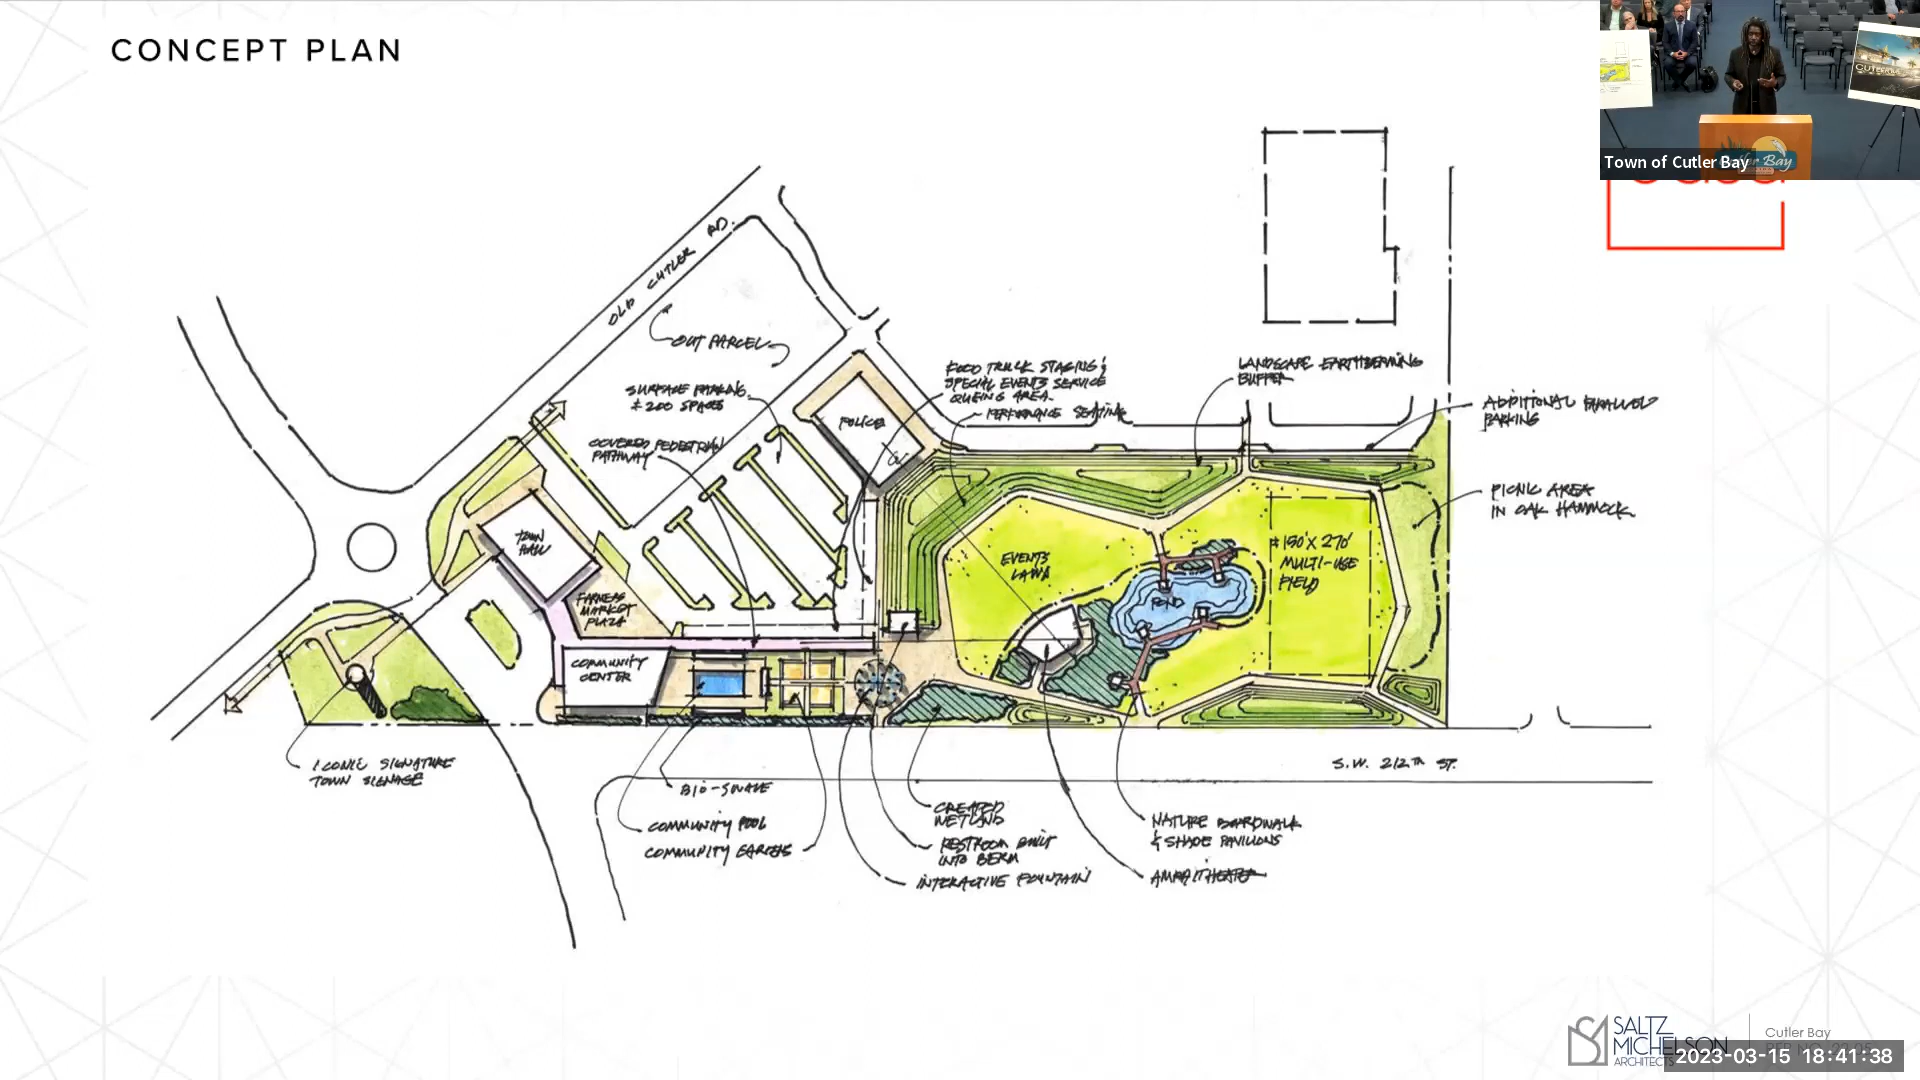 CONCEPT PLAN
Town of Cutler Bay
OLD CUTLER RD.
OUT PARCEL
SURFACE PARKING
± 200 SPACES
COVERED PEDESTRIAN
PATHWAY
POLICE
FOOD TRUCK STAGING &
SPECIAL EVENTS SERVICE
QUEING AREA
PERFORMANCE SEATING
LANDSCAPE EARTHBERMING
BUFFER
ADDITIONAL PARALLEL
PARKING
PICNIC AREA
IN OAK HAMMOCK
TOWN
HALL
FARMERS
MARKET
PLAZA
EVENTS
LAWN
± 150' X 270'
MULTI-USE
FIELD
POND
COMMUNITY
CENTER
ICONIC SIGNATURE
TOWN SIGNAGE
S.W. 212TH ST.
BIO-SWALE
COMMUNITY POOL
COMMUNITY GARDENS
CREATED
WETLAND
RESTROOM BUILT
INTO BERM
INTERACTIVE FOUNTAIN
NATURE BOARDWALK
& SHADE PAVILIONS
AMPHITHEATER
SALTZ
MICHELSON
ARCHITECTS
Cutler Bay
2023-03-15 18:41:38